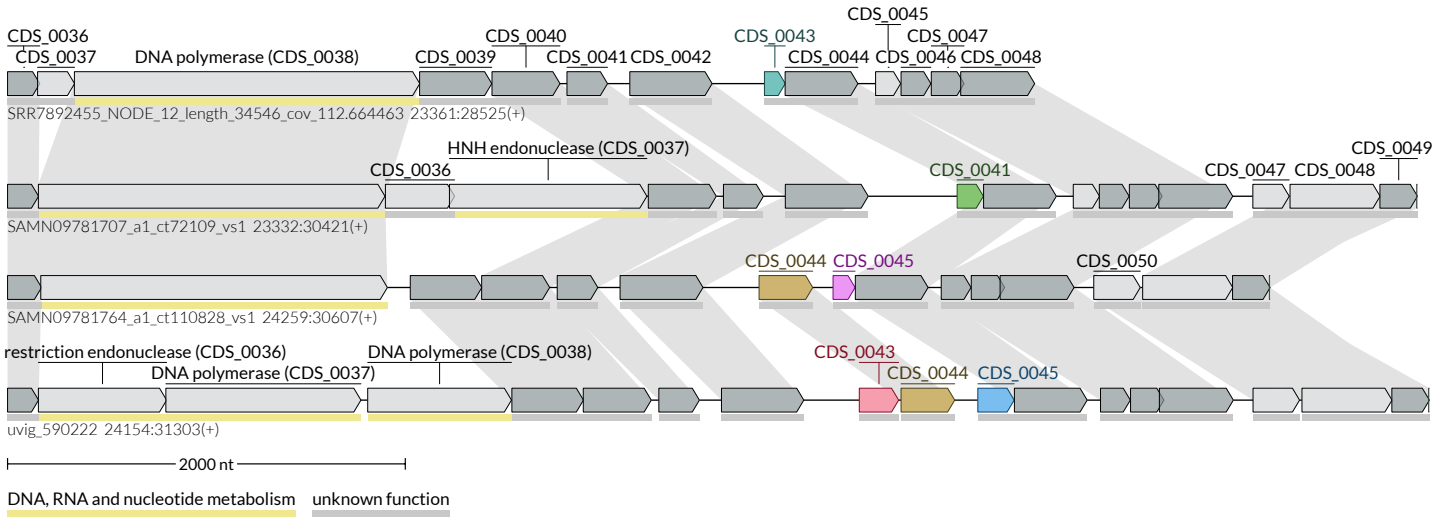 CDS_0045
CDS_0036 CDS_0040 CDS_0043 CDS_0047
CDS_0037 DNA polymerase (CDS_0038) CDS_0039 CDS_0041 CDS_0042 CDS_0044 CDS_0046 CDS_0048
SRR7892455_NODE_12_length_34546_cov_112.664463 23361:28525(+)
HNH endonuclease (CDS_0037) CDS_0049
CDS_0036 CDS_0041 CDS_0047 CDS_0048
SAMN09781707_a1_ct72109_vs1 23332:30421(+)
CDS_0044 CDS_0045 CDS_0050
SAMN09781764_a1_ct110828_vs1 24259:30607(+)
restriction endonuclease (CDS_0036) DNA polymerase (CDS_0038) CDS_0043
DNA polymerase (CDS_0037) CDS_0044 CDS_0045
uvig_590222 24154:31303(+)
2000 nt
DNA, RNA and nucleotide metabolism unknown function